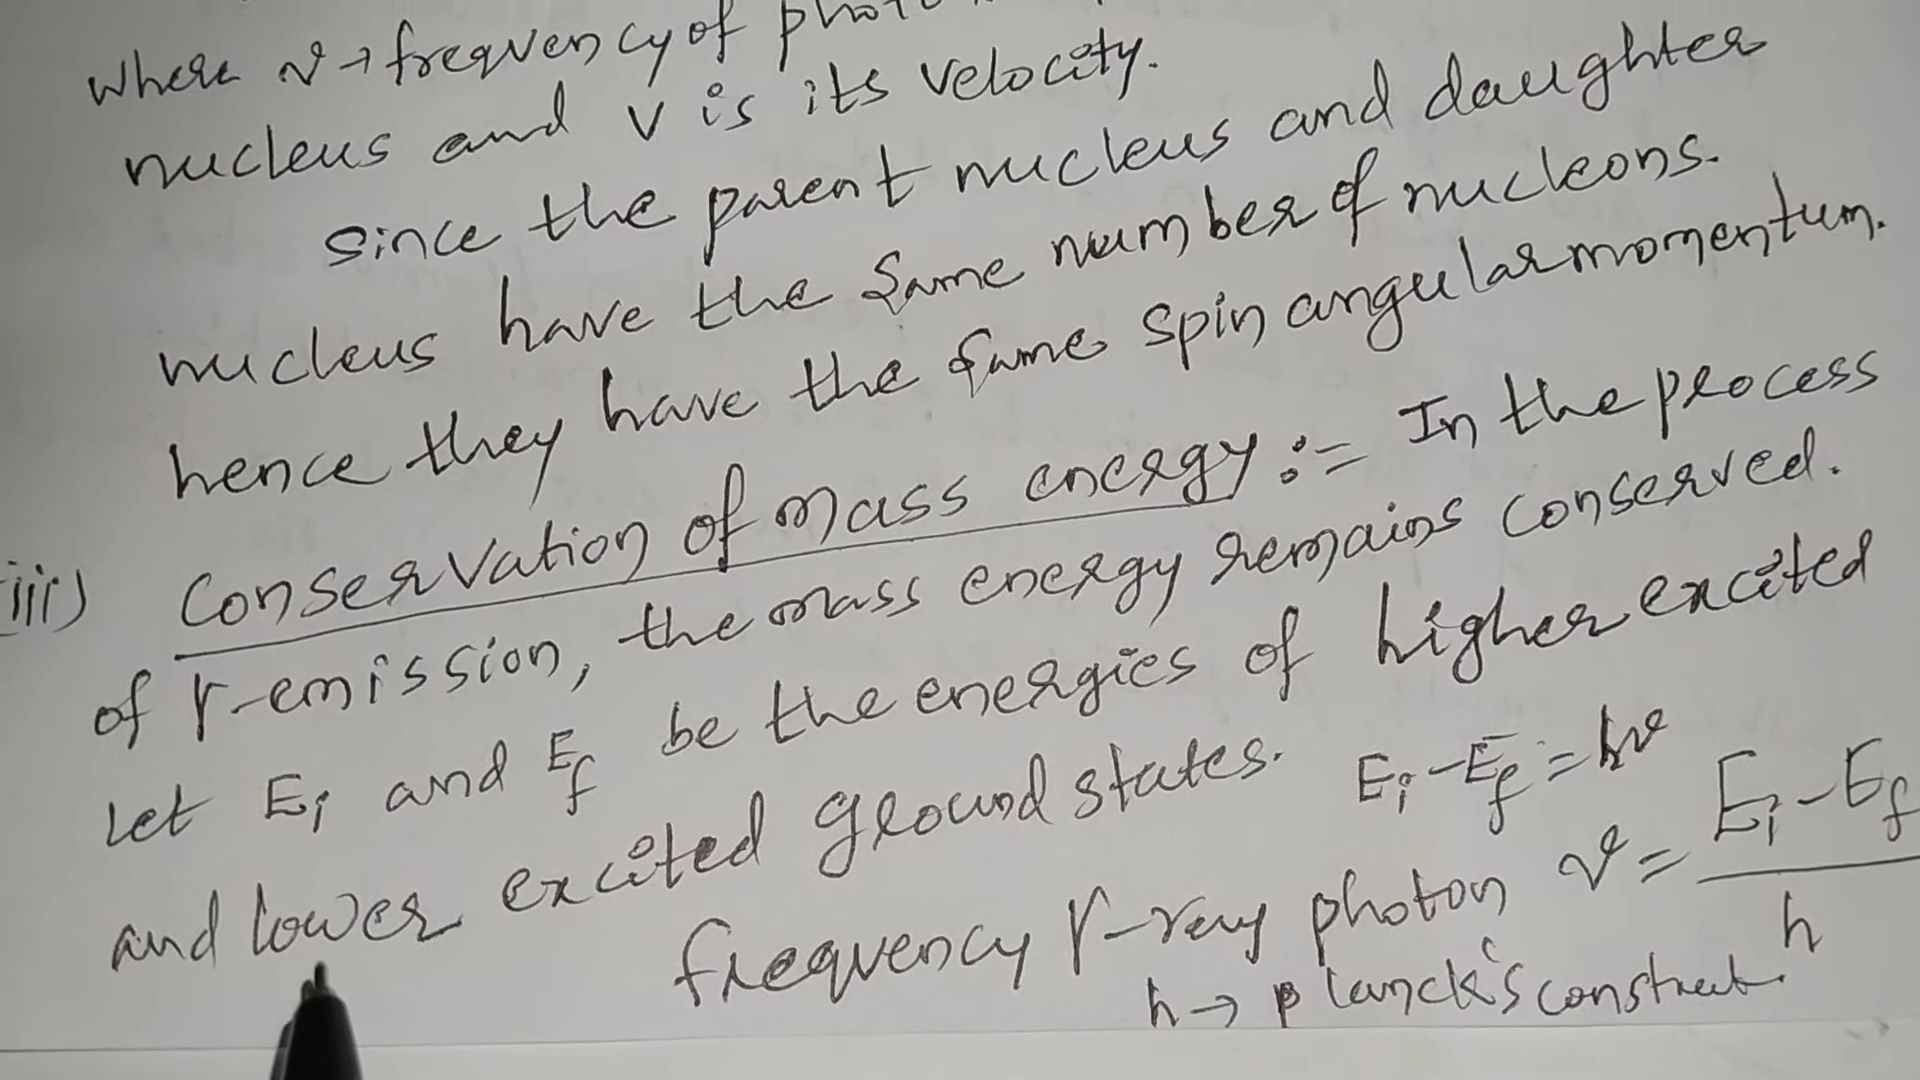 where ν → frequency of
nucleus and v is its velocity.
Since the parent nucleus and daughter
nucleus have the same number of nucleons.
hence they have the same spin angular momentum.
iii) Conservation of mass energy := In the process
of γ-emission, the mass energy remains conserved.
Let Ei and Ef be the energies of higher excited
and lower excited ground states. Ei - Ef = hν
frequency γ-ray photon ν = (Ei - Ef)/h
h → planck's constant.